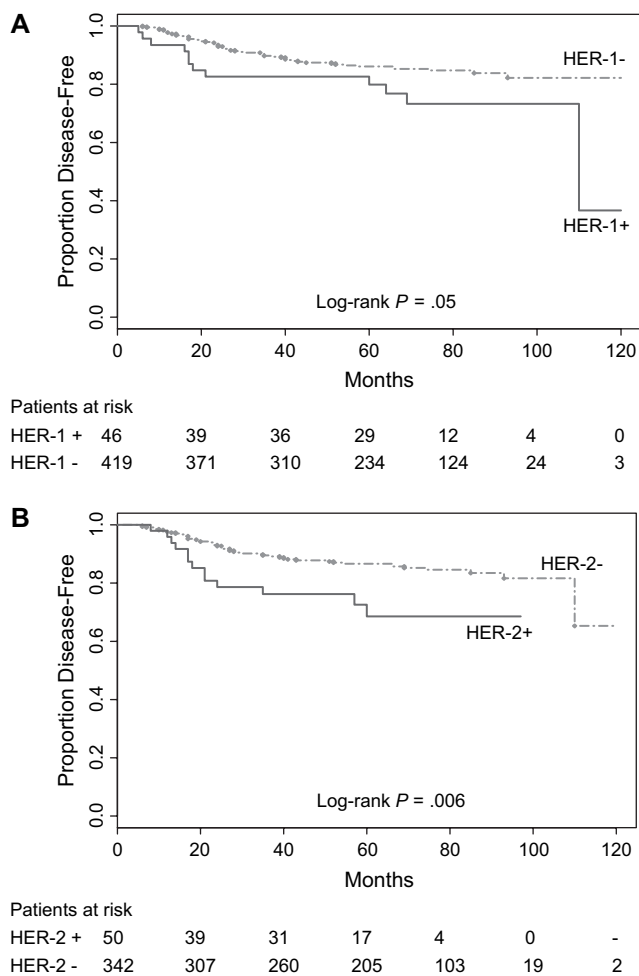 A
Proportion Disease-Free
1.0
0.8
0.6
0.4
0.2
0.0
HER-1-
HER-1+
Log-rank P = .05
0 20 40 60 80 100 120
Months
Patients at risk
HER-1 + 46 39 36 29 12 4 0
HER-1 - 419 371 310 234 124 24 3
B
Proportion Disease-Free
1.0
0.8
0.6
0.4
0.2
0.0
HER-2-
HER-2+
Log-rank P = .006
0 20 40 60 80 100 120
Months
Patients at risk
HER-2 + 50 39 31 17 4 0 -
HER-2 - 342 307 260 205 103 19 2